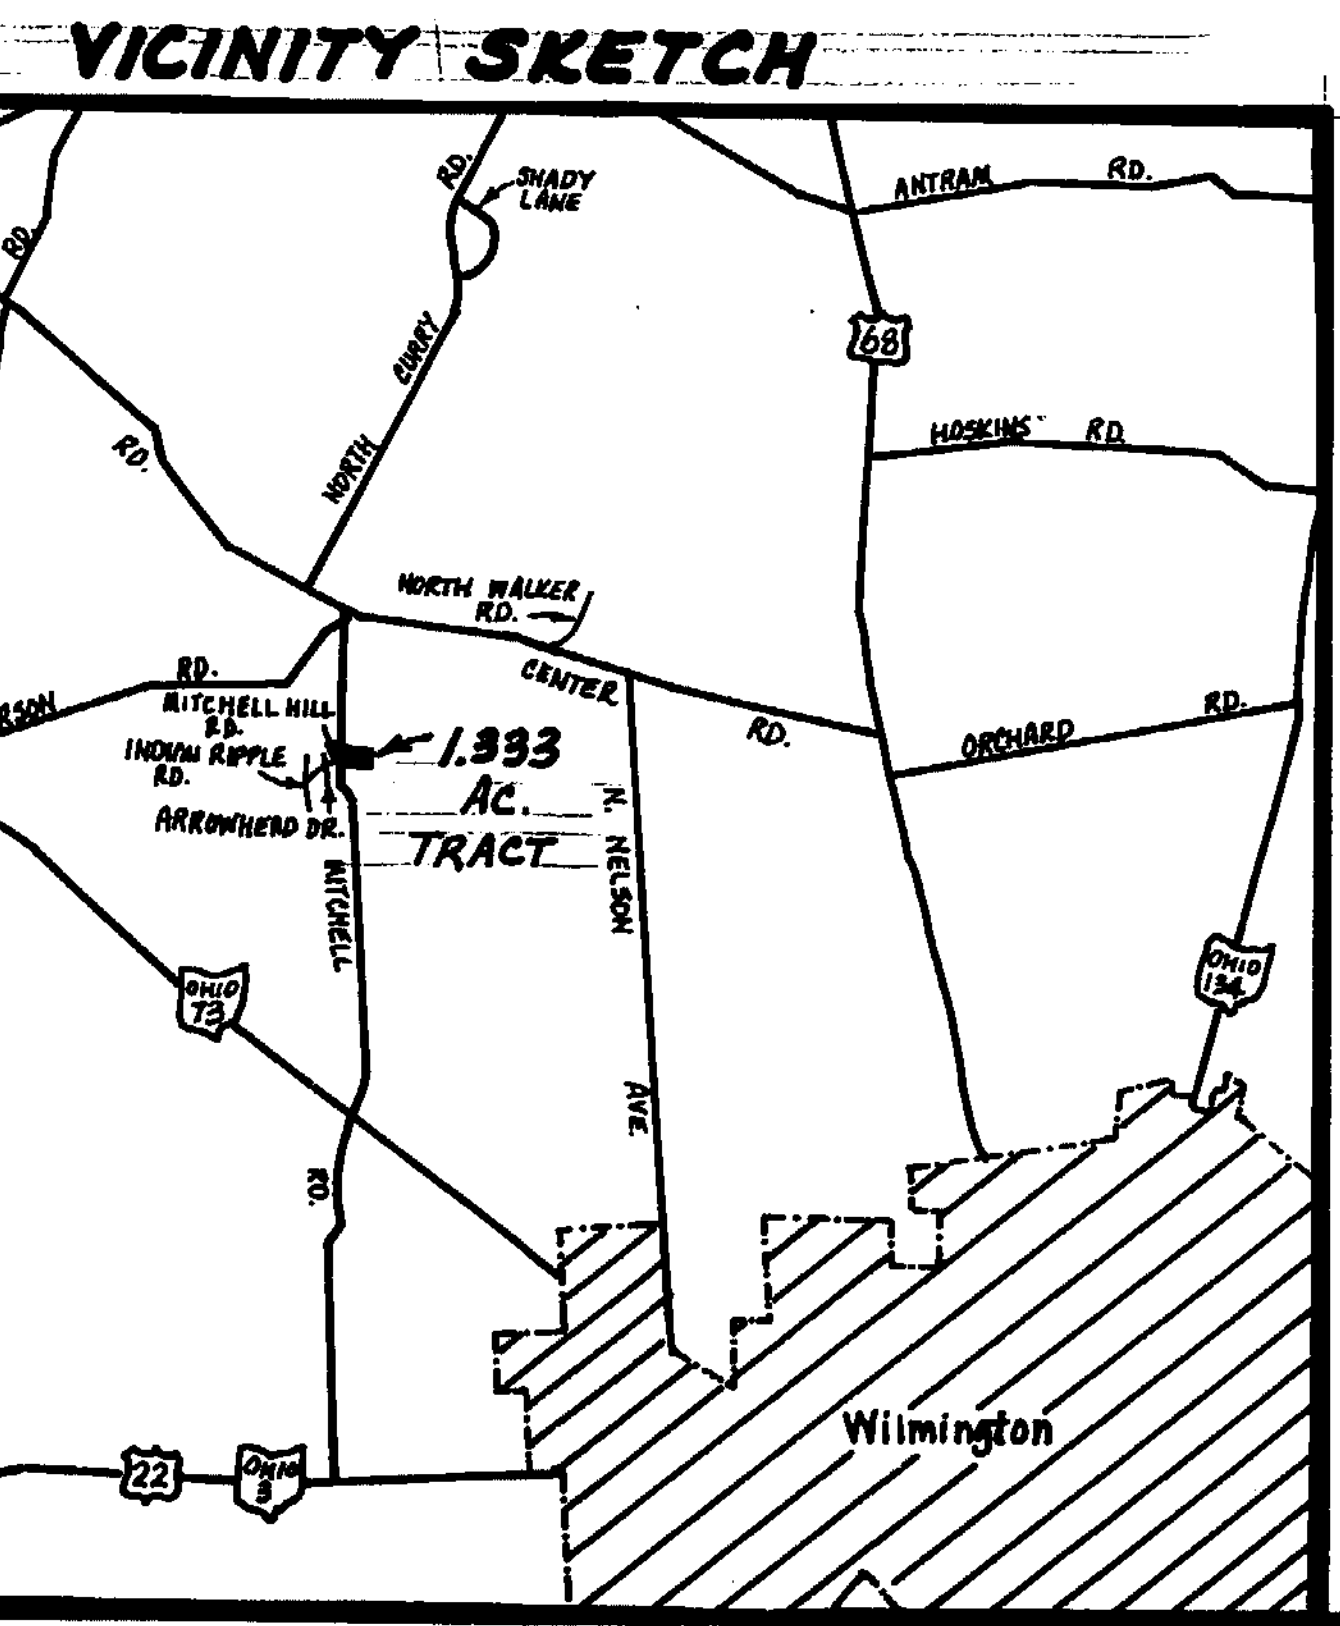 VICINITY SKETCH
RD.
SHADY
LANE
ANTRAM RD.
RD.
68
NORTH CURRY
HOSKINS RD.
RD.
NORTH WALKER
RD.
CENTER RD.
RSON RD.
MITCHELL HILL
RD.
INDIAN RIPPLE
RD.
ARROWHEAD DR.
1.333
AC.
TRACT
ORCHARD RD.
N. NELSON AVE.
MITCHELL RD.
OHIO
73
OHIO
134
Wilmington
22
OHIO
3